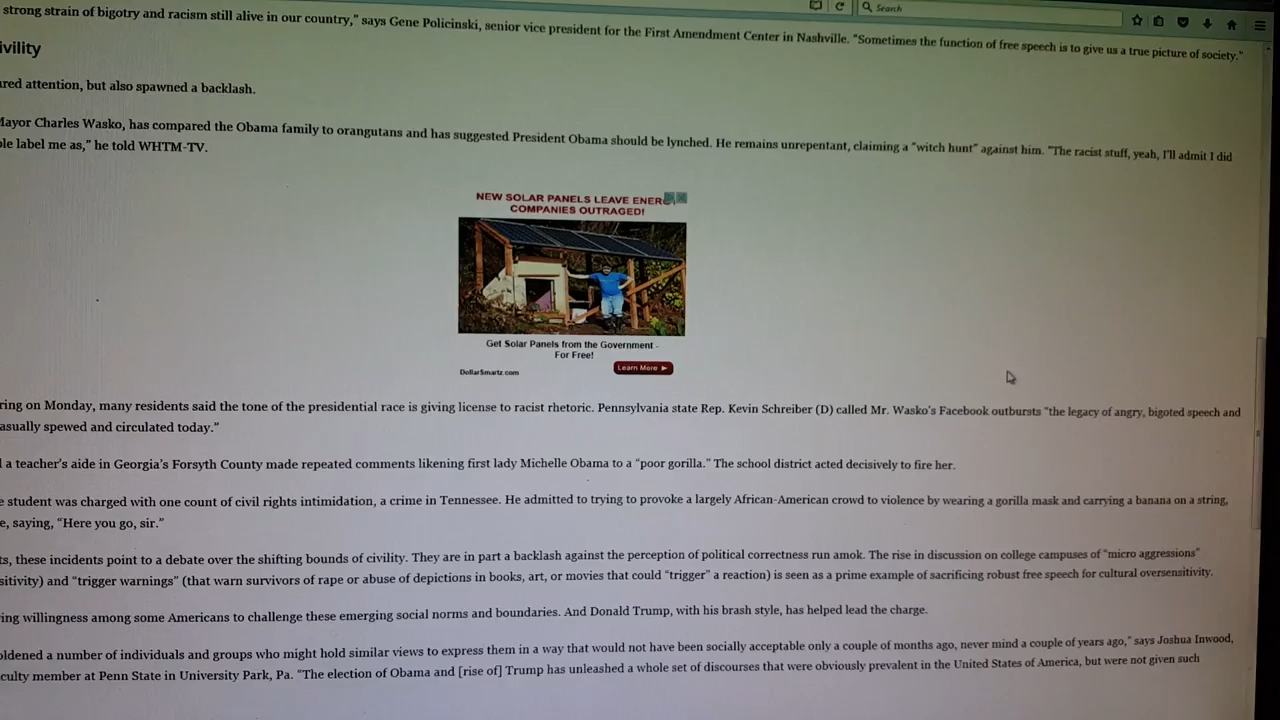 strong strain of bigotry and racism still alive in our country,” says Gene Policinski, senior vice president for the First Amendment Center in Nashville. “Sometimes the function of free speech is to give us a true picture of society.”
Search
ivility
red attention, but also spawned a backlash.
Mayor Charles Wasko, has compared the Obama family to orangutans and has suggested President Obama should be lynched. He remains unrepentant, claiming a “witch hunt” against him. “The racist stuff, yeah, I’ll admit I did
ple label me as,” he told WHTM-TV.
NEW SOLAR PANELS LEAVE ENER
COMPANIES OUTRAGED!
Get Solar Panels from the Government -
For Free!
Learn More
DollarSmartz.com
ring on Monday, many residents said the tone of the presidential race is giving license to racist rhetoric. Pennsylvania state Rep. Kevin Schreiber (D) called Mr. Wasko’s Facebook outbursts “the legacy of angry, bigoted speech and
asually spewed and circulated today.”
l a teacher’s aide in Georgia’s Forsyth County made repeated comments likening first lady Michelle Obama to a “poor gorilla.” The school district acted decisively to fire her.
e student was charged with one count of civil rights intimidation, a crime in Tennessee. He admitted to trying to provoke a largely African-American crowd to violence by wearing a gorilla mask and carrying a banana on a string,
e, saying, “Here you go, sir.”
ts, these incidents point to a debate over the shifting bounds of civility. They are in part a backlash against the perception of political correctness run amok. The rise in discussion on college campuses of “micro aggressions”
sitivity) and “trigger warnings” (that warn survivors of rape or abuse of depictions in books, art, or movies that could “trigger” a reaction) is seen as a prime example of sacrificing robust free speech for cultural oversensitivity.
ing willingness among some Americans to challenge these emerging social norms and boundaries. And Donald Trump, with his brash style, has helped lead the charge.
oldened a number of individuals and groups who might hold similar views to express them in a way that would not have been socially acceptable only a couple of months ago, never mind a couple of years ago,” says Joshua Inwood,
culty member at Penn State in University Park, Pa. “The election of Obama and [rise of] Trump has unleashed a whole set of discourses that were obviously prevalent in the United States of America, but were not given such